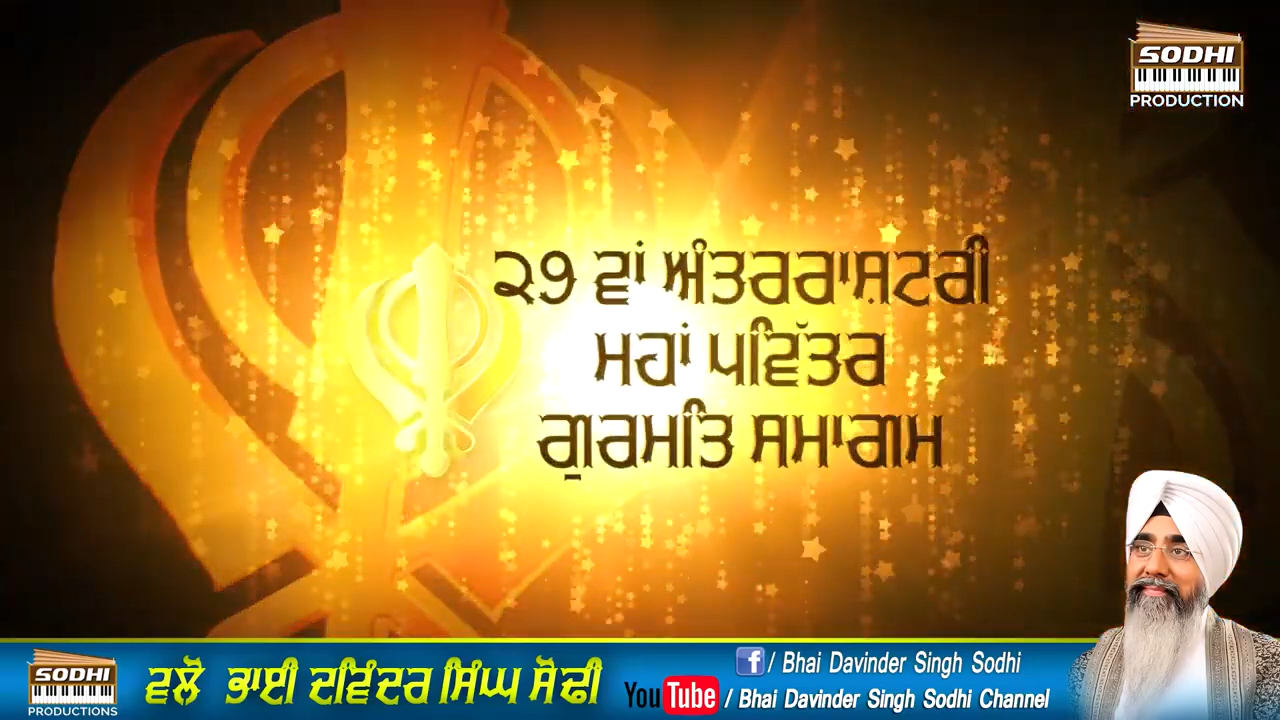 SODHI
PRODUCTION
੨੭ ਵਾਂ ਅੰਤਰਰਾਸ਼ਟਰੀ
ਮਹਾਂ ਪਵਿੱਤਰ
ਗੁਰਮਤਿ ਸਮਾਗਮ
SODHI
PRODUCTIONS
ਵਲੋਂ ਭਾਈ ਦਵਿੰਦਰ ਸਿੰਘ ਸੋਢੀ
f / Bhai Davinder Singh Sodhi
YouTube / Bhai Davinder Singh Sodhi Channel